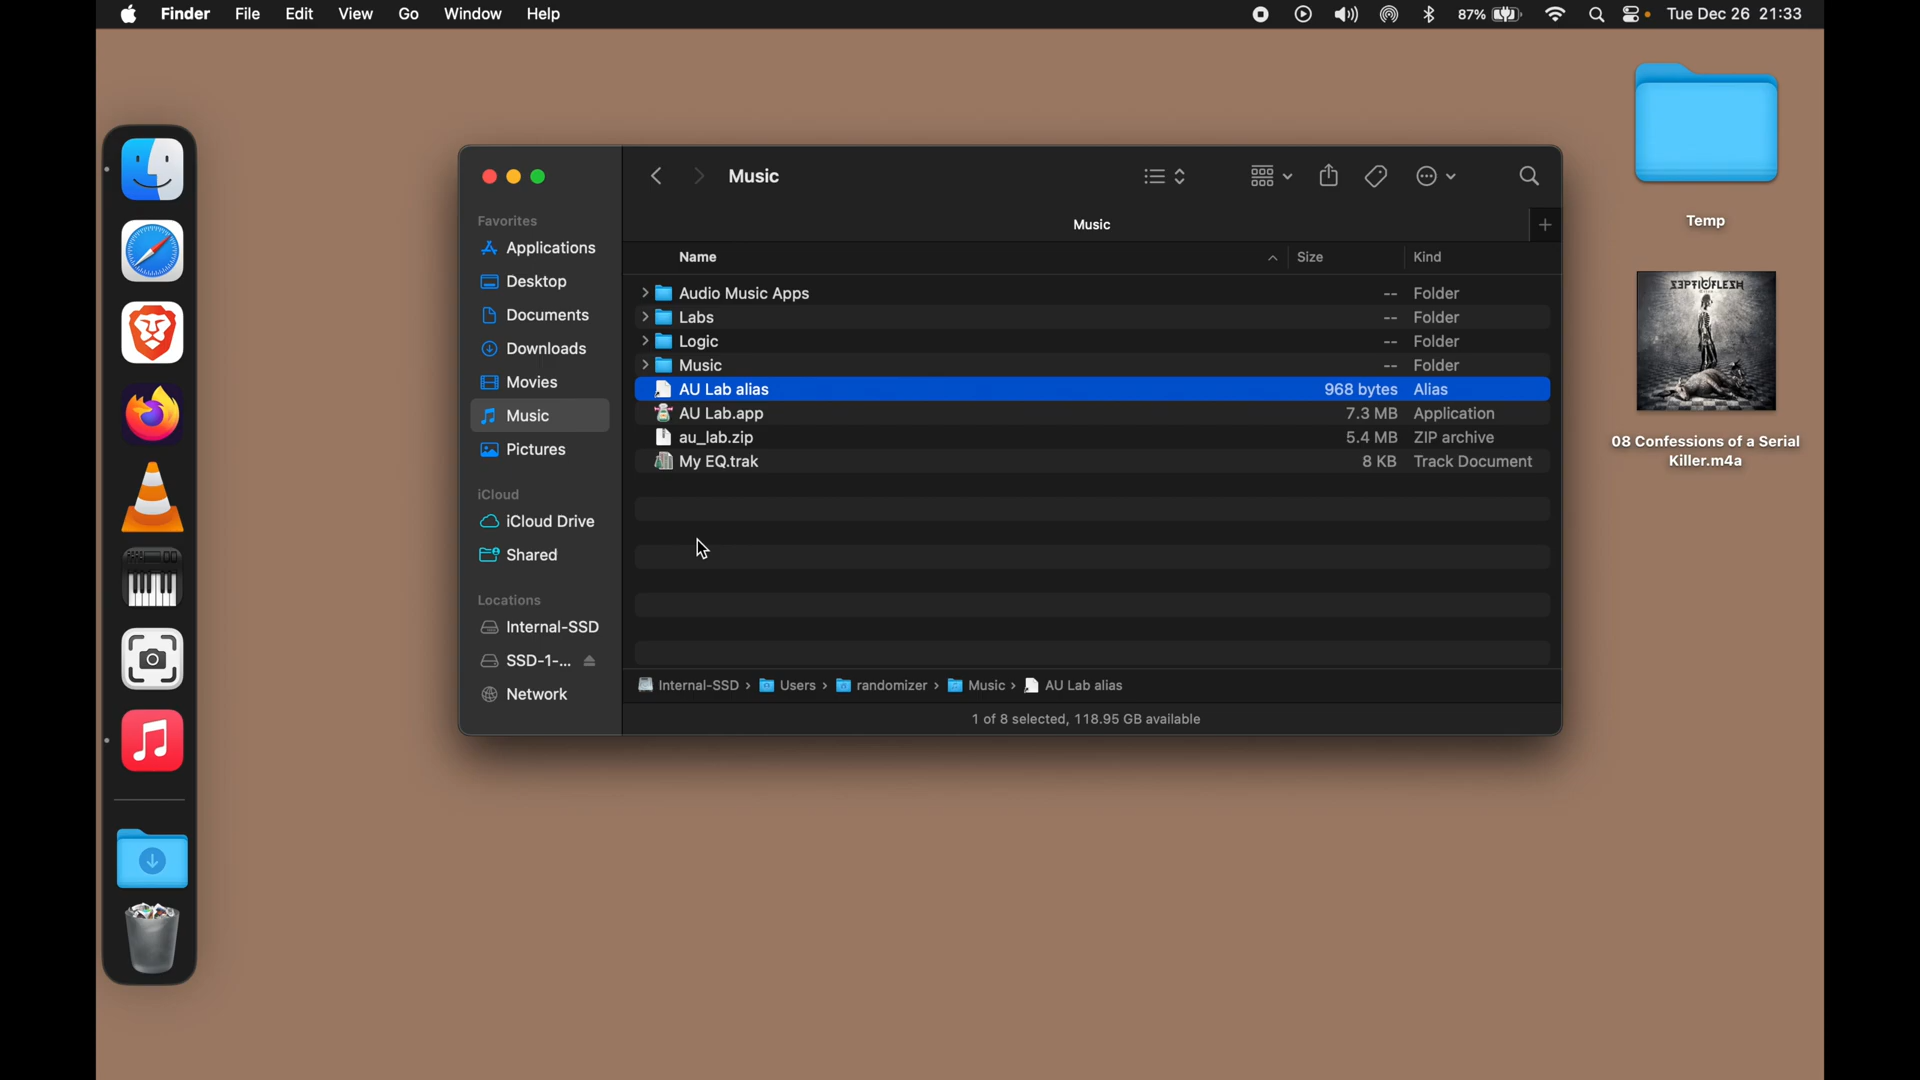 Finder File Edit View Go Window Help 87% Tue Dec 26 21:33
Music
Favorites
Applications
Desktop
Documents
Downloads
Movies
Music
Pictures
iCloud
iCloud Drive
Shared
Locations
Internal-SSD
SSD-1-...
Network
Music
Name Size Kind
Audio Music Apps -- Folder
Labs -- Folder
Logic -- Folder
Music -- Folder
AU Lab alias 968 bytes Alias
AU Lab.app 7.3 MB Application
au_lab.zip 5.4 MB ZIP archive
My EQ.trak 8 KB Track Document
Internal-SSD › Users › randomizer › Music › AU Lab alias
1 of 8 selected, 118.95 GB available
Temp
SEPTICFLESH
08 Confessions of a Serial
Killer.m4a